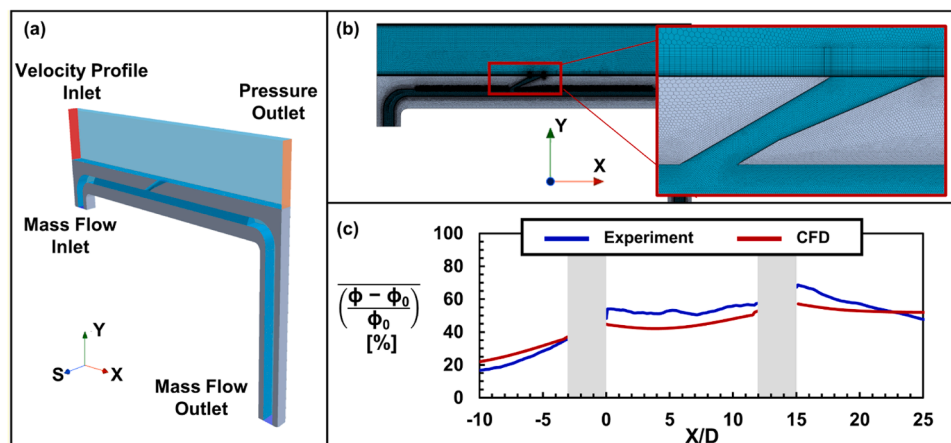 (a)
Velocity Profile
Inlet
Pressure
Outlet
Mass Flow
Inlet
Y
S
X
Mass Flow
Outlet
(b)
Y
X
(c)
Experiment
CFD
(ϕ − ϕ₀ / ϕ₀)
[%]
100
80
60
40
20
0
-10
-5
0
5
10
15
20
25
X/D